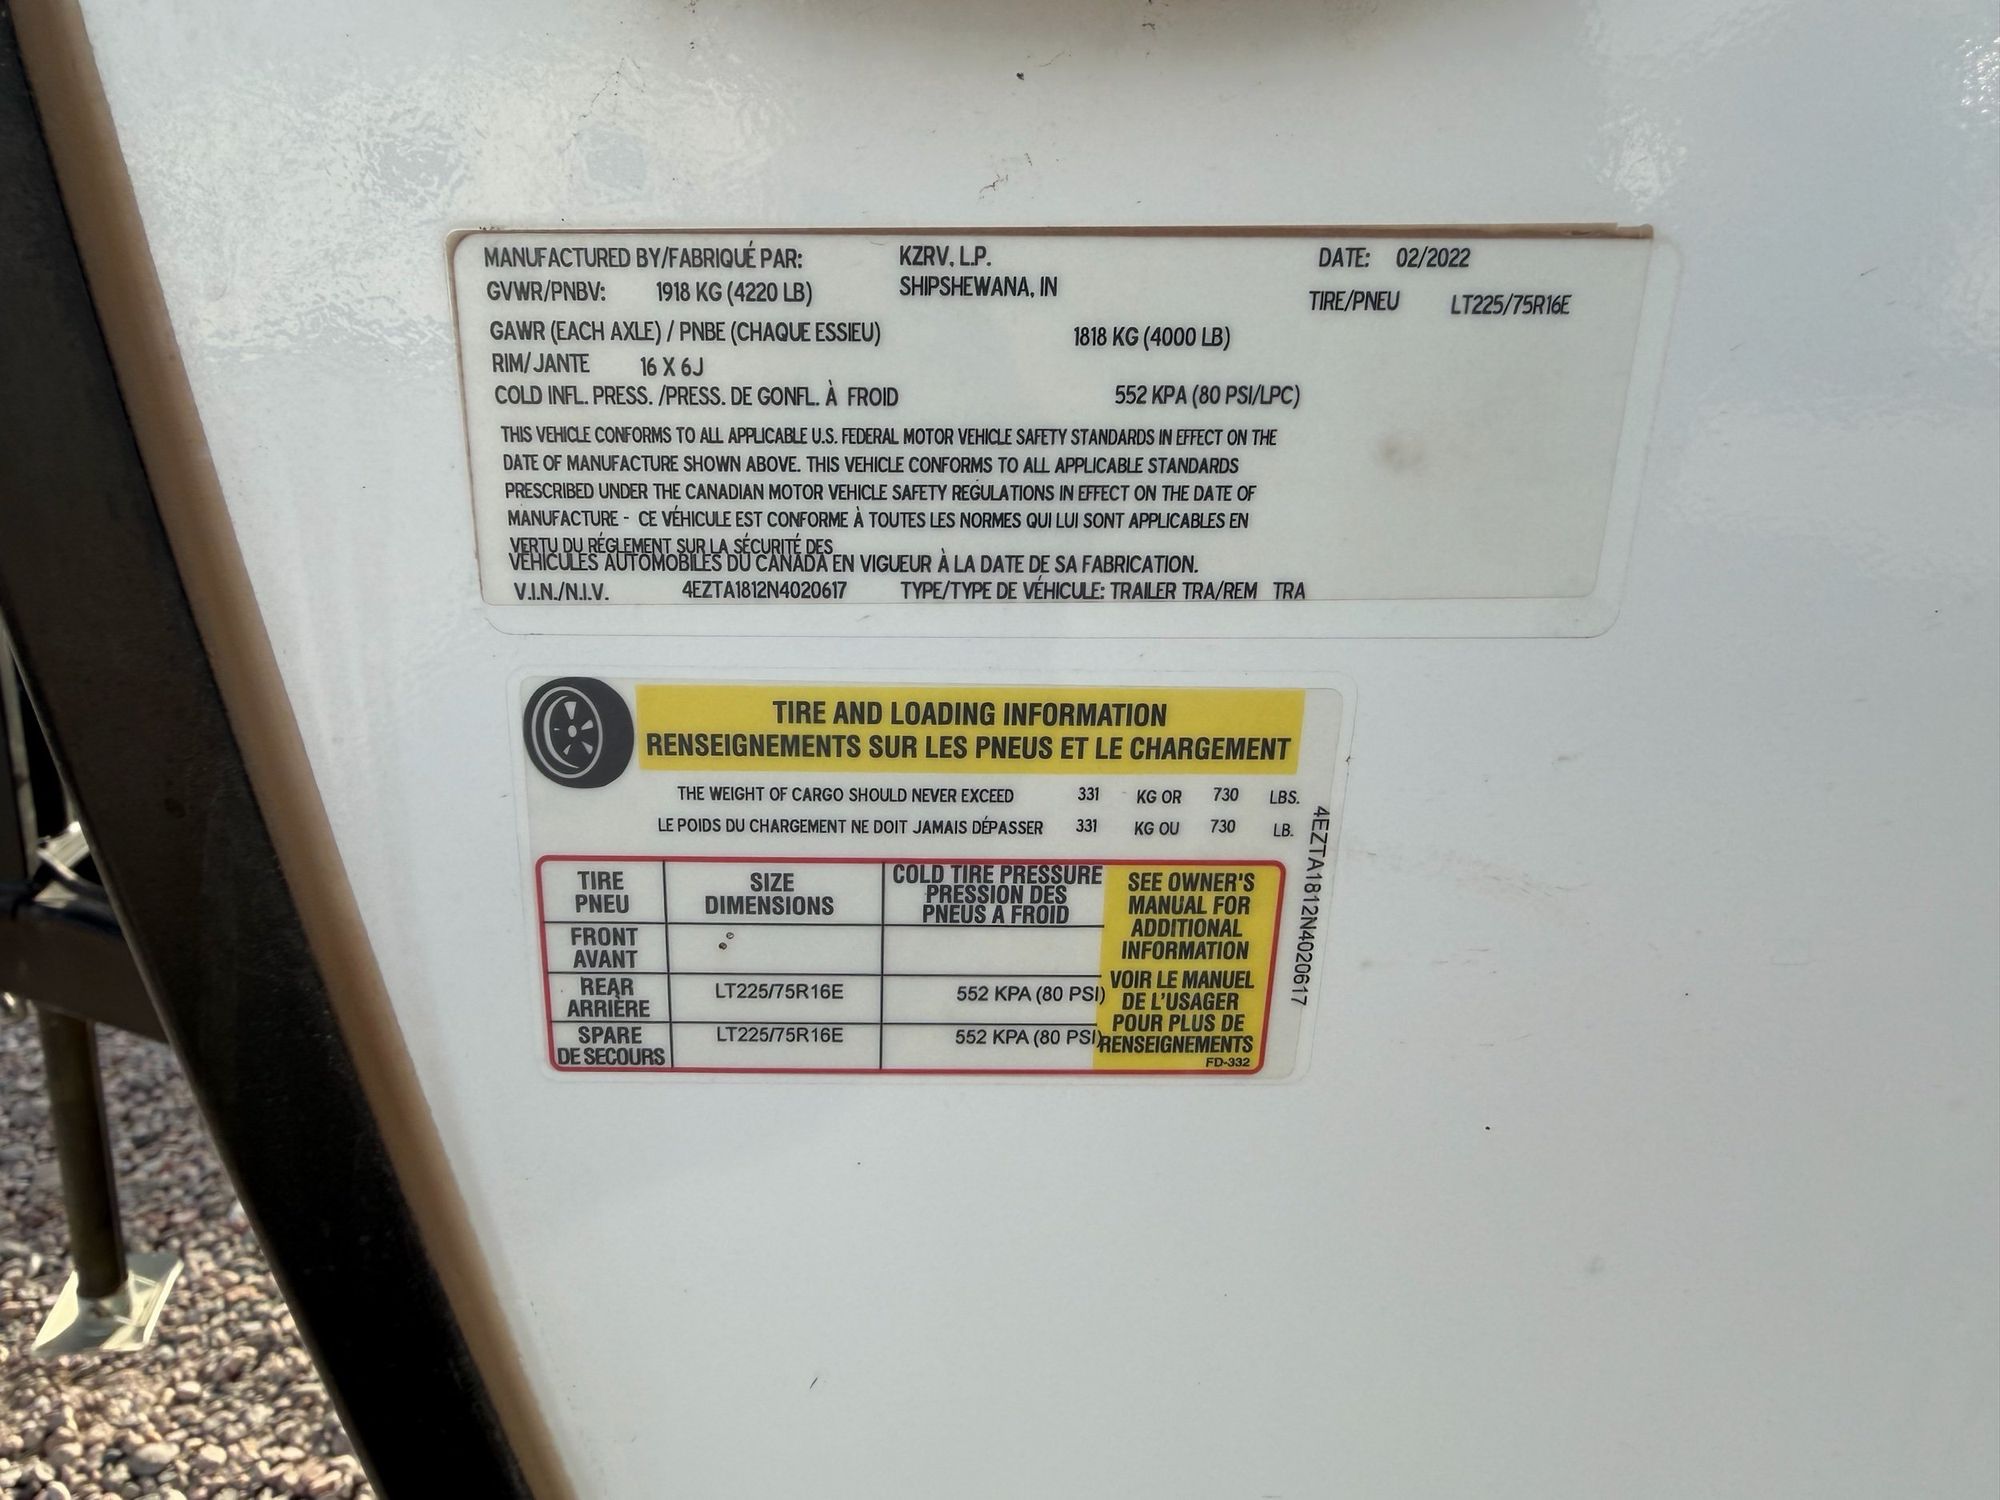 MANUFACTURED BY/FABRIQUÉ PAR: KZRV, L.P. DATE: 02/2022
GVWR/PNBV: 1918 KG (4220 LB) SHIPSHEWANA, IN TIRE/PNEU LT225/75R16E
GAWR (EACH AXLE) / PNBE (CHAQUE ESSIEU) 1818 KG (4000 LB)
RIM/JANTE 16 X 6J
COLD INFL. PRESS. /PRESS. DE GONFL. À FROID 552 KPA (80 PSI/LPC)
THIS VEHICLE CONFORMS TO ALL APPLICABLE U.S. FEDERAL MOTOR VEHICLE SAFETY STANDARDS IN EFFECT ON THE
DATE OF MANUFACTURE SHOWN ABOVE. THIS VEHICLE CONFORMS TO ALL APPLICABLE STANDARDS
PRESCRIBED UNDER THE CANADIAN MOTOR VEHICLE SAFETY REGULATIONS IN EFFECT ON THE DATE OF
MANUFACTURE - CE VÉHICULE EST CONFORME À TOUTES LES NORMES QUI LUI SONT APPLICABLES EN
VERTU DU RÉGLEMENT SUR LA SÉCURITÉ DES
VÉHICULES AUTOMOBILES DU CANADA EN VIGUEUR À LA DATE DE SA FABRICATION.
V.I.N./N.I.V. 4EZTA1812N4020617 TYPE/TYPE DE VÉHICULE: TRAILER TRA/REM TRA
TIRE AND LOADING INFORMATION
RENSEIGNEMENTS SUR LES PNEUS ET LE CHARGEMENT
THE WEIGHT OF CARGO SHOULD NEVER EXCEED 331 KG OR 730 LBS.
LE POIDS DU CHARGEMENT NE DOIT JAMAIS DÉPASSER 331 KG OU 730 LB.
TIRE
PNEU
SIZE
DIMENSIONS
COLD TIRE PRESSURE
PRESSION DES
PNEUS A FROID
FRONT
AVANT
REAR
ARRIÈRE
LT225/75R16E 552 KPA (80 PSI)
SPARE
DE SECOURS
LT225/75R16E 552 KPA (80 PSI)
SEE OWNER'S
MANUAL FOR
ADDITIONAL
INFORMATION
VOIR LE MANUEL
DE L'USAGER
POUR PLUS DE
RENSEIGNEMENTS
FD-332
4EZTA1812N4020617